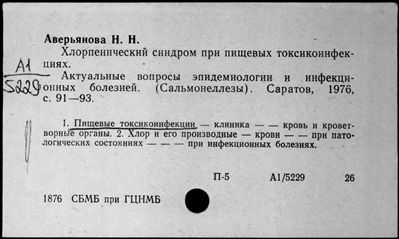 Аверьянова Н. Н.
Хлорпенический синдром при пищевых токсикоинфек-
циях.
А1
5229
Актуальные вопросы эпидемиологии и инфекци-
онных болезней. (Сальмонеллезы). Саратов, 1976,
с. 91—93.
1. Пищевые токсикоинфекции — клиника — — кровь и кровет-
ворные органы. 2. Хлор и его производные — крови — — при пато-
логических состояниях — — — при инфекционных болезнях.
П-5 А1/5229 26
1876 СБМБ при ГЦНМБ